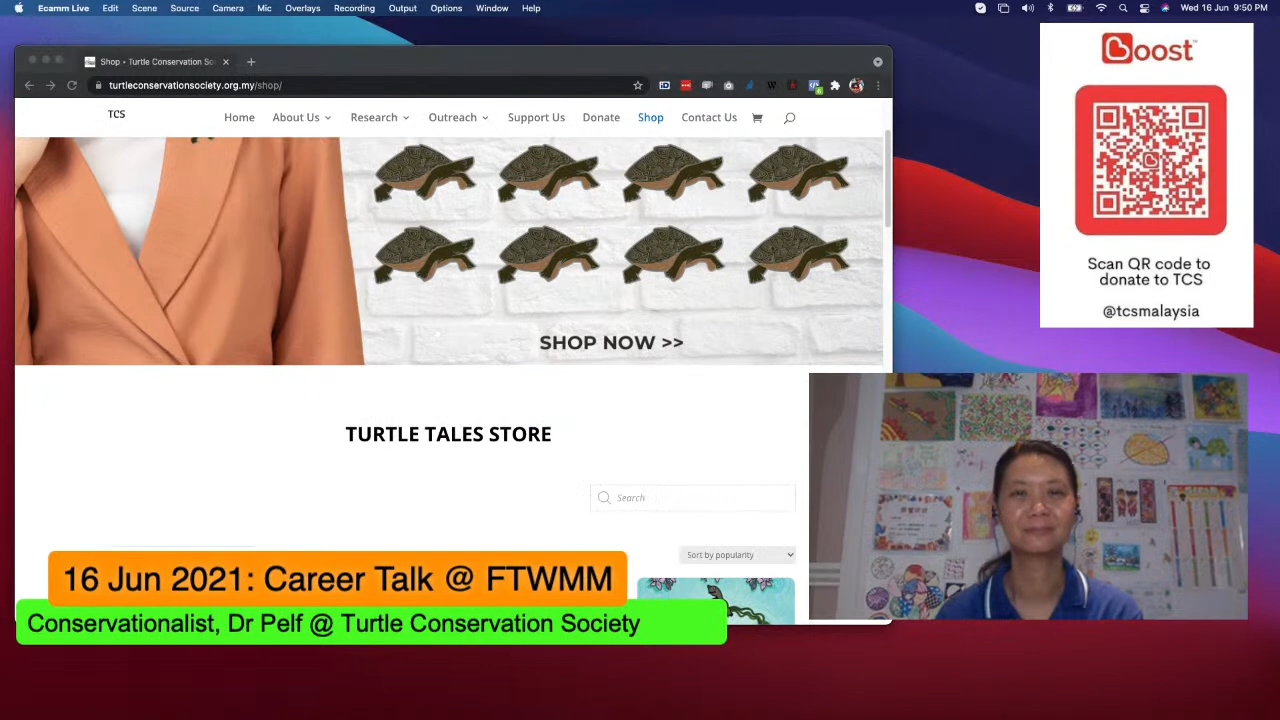 Ecamm Live Edit Scene Source Camera Mic Overlays Recording Output Options Window Help
Wed 16 Jun 9:50 PM
Shop • Turtle Conservation So
turtleconservationsociety.org.my/shop/
TCS
Home About Us Research Outreach Support Us Donate Shop Contact Us
SHOP NOW >>
TURTLE TALES STORE
Search
Sort by popularity
Boost™
Scan QR code to
donate to TCS
@tcsmalaysia
16 Jun 2021: Career Talk @ FTWMM
Conservationalist, Dr Pelf @ Turtle Conservation Society